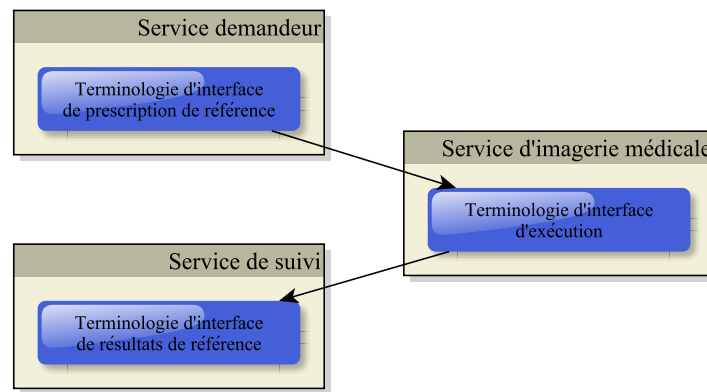 Service demandeur
Terminologie d'interface
de prescription de référence
Service d'imagerie médicale
Terminologie d'interface
d'exécution
Service de suivi
Terminologie d'interface
de résultats de référence